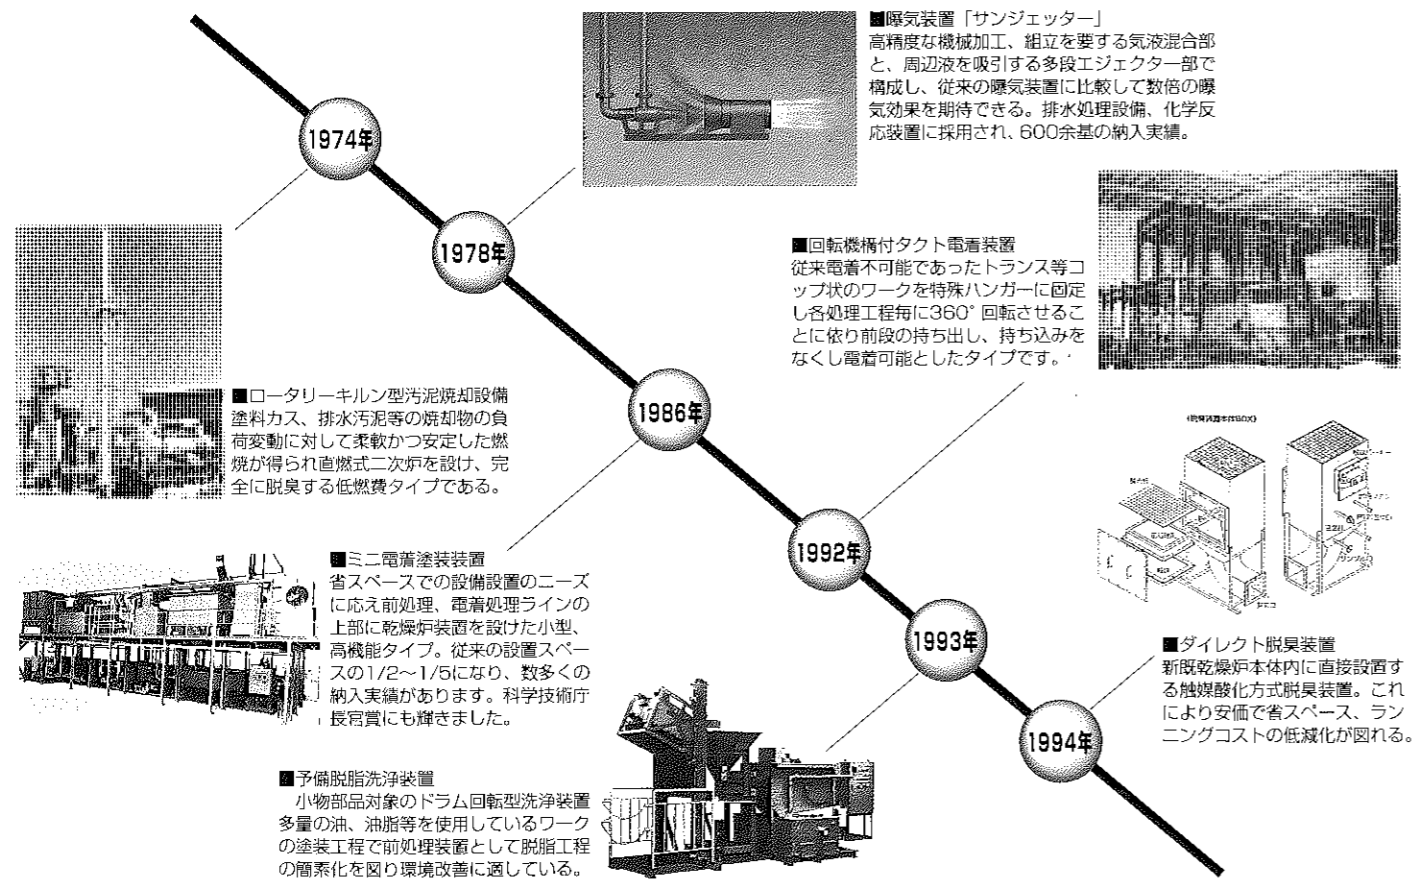 1974年
■ロータリーキルン型汚泥焼却設備
塗料カス、排水汚泥等の焼却物の負
荷変動に対して柔軟かつ安定した燃
焼が得られ直燃式二次炉を設け、完
全に脱臭する低燃費タイプである。
1978年
■曝気装置「サンジェッター」
高精度な機械加工、組立を要する気液混合部
と、周辺液を吸引する多段エジェクター部で
構成し、従来の曝気装置に比較して数倍の曝
気効果を期待できる。排水処理設備、化学反
応装置に採用され、600余基の納入実績。
1986年
■ミニ電着塗装装置
省スペースでの設備設置のニーズ
に応え前処理、電着処理ラインの
上部に乾燥炉装置を設けた小型、
高機能タイプ。従来の設置スペー
スの1/2～1/5になり、数多くの
納入実績があります。科学技術庁
長官賞にも輝きました。
1992年
■回転機構付タクト電着装置
従来電着不可能であったトランス等コ
ップ状のワークを特殊ハンガーに固定
し各処理工程毎に360°回転させるこ
とに依り前段の持ち出し、持ち込みを
なくし電着可能としたタイプです。
1993年
■予備脱脂洗浄装置
小物部品対象のドラム回転型洗浄装置
多量の油、油脂等を使用しているワーク
の塗装工程で前処理装置として脱脂工程
の簡素化を図り環境改善に適している。
1994年
《脱臭装置本体BOX》
■ダイレクト脱臭装置
新既乾燥炉本体内に直接設置す
る触媒酸化方式脱臭装置。これ
により安価で省スペース、ラン
ニングコストの低減化が図れる。